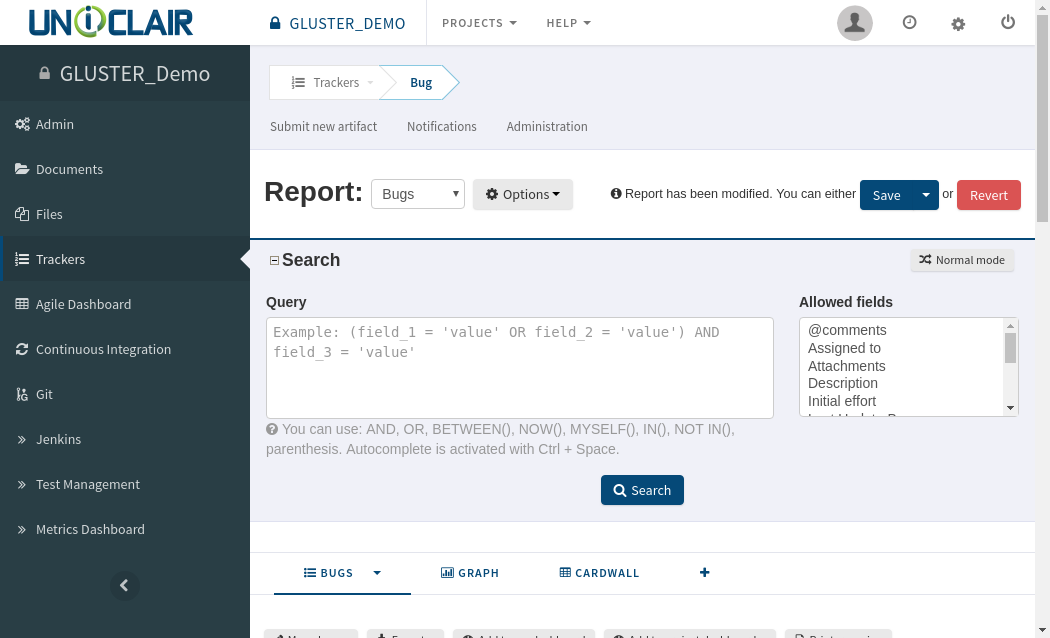 UNiCLAIR
GLUSTER_DEMO
PROJECTS
HELP
GLUSTER_Demo
Admin
Documents
Files
Trackers
Agile Dashboard
Continuous Integration
Git
Jenkins
Test Management
Metrics Dashboard
Trackers
Bug
Submit new artifact
Notifications
Administration
Report:
Bugs
Options
Report has been modified. You can either
Save
or
Revert
Search
Normal mode
Query
Example: (field_1 = 'value' OR field_2 = 'value') AND
field_3 = 'value'
You can use: AND, OR, BETWEEN(), NOW(), MYSELF(), IN(), NOT IN(),
parenthesis. Autocomplete is activated with Ctrl + Space.
Allowed fields
@comments
Assigned to
Attachments
Description
Initial effort
Search
BUGS
GRAPH
CARDWALL